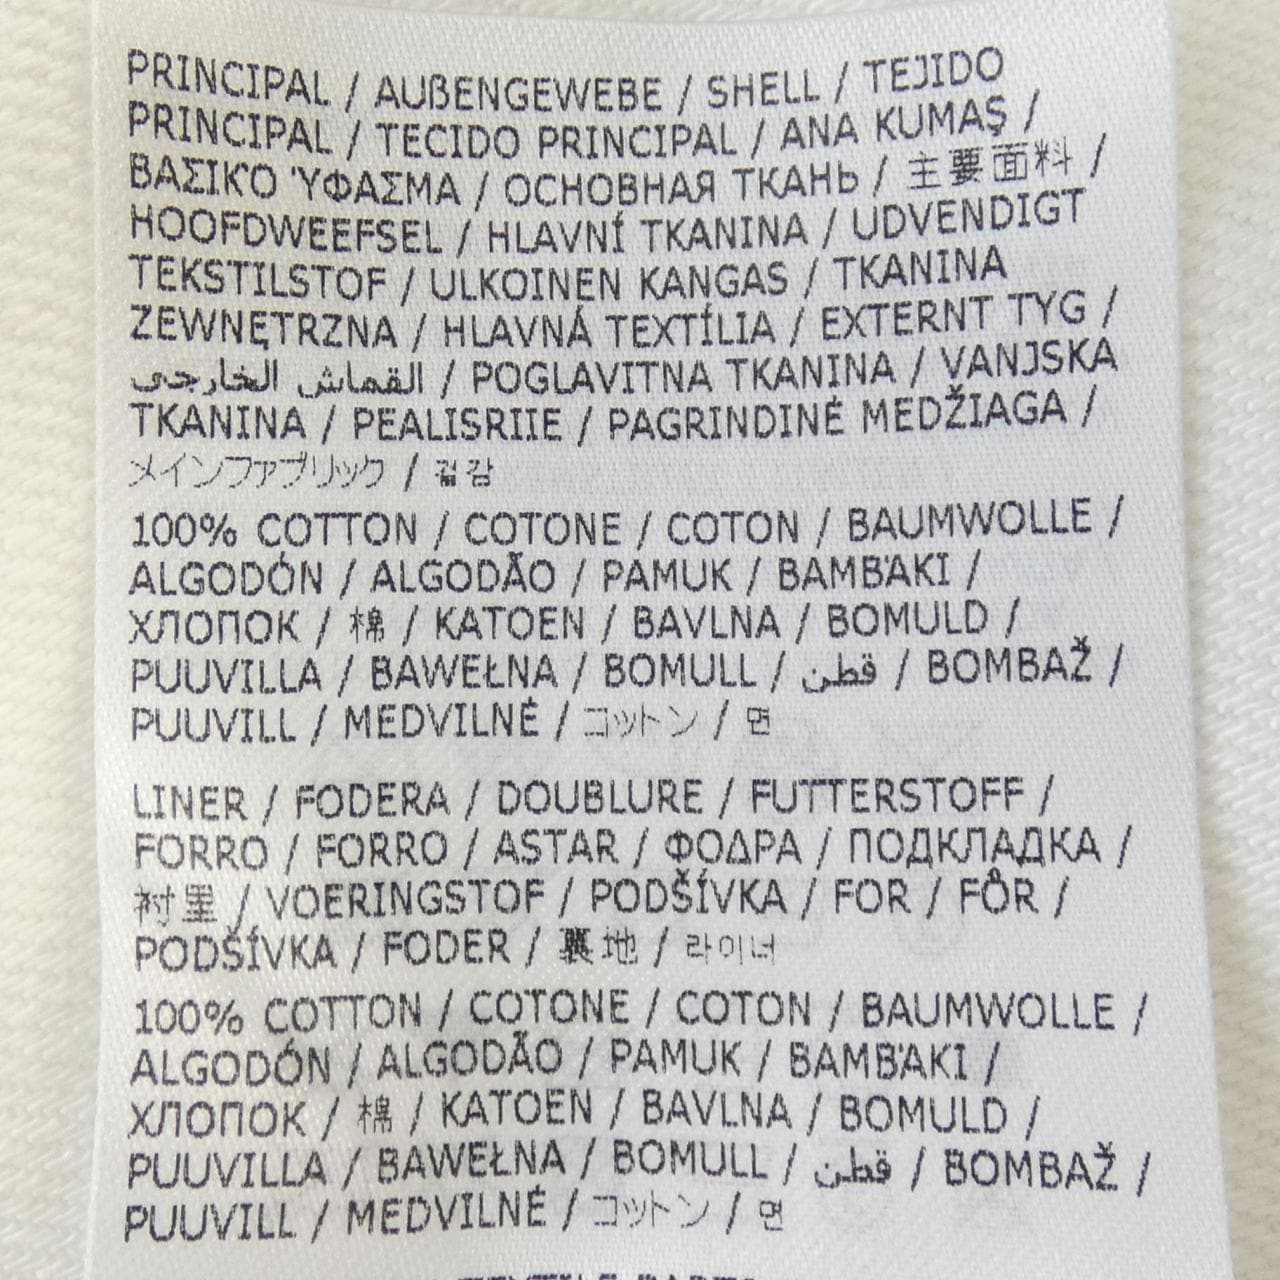 PRINCIPAL / AUßENGEWEBE / SHELL / TEJIDO
PRINCIPAL / TECIDO PRINCIPAL / ANA KUMAŞ /
ΒΑΣΙΚΌ ΎΦΑΣΜΑ / ОСНОВНАЯ ТКАНЬ / 主要面料 /
HOOFDWEEFSEL / HLAVNÍ TKANINA / UDVENDIGT
TEKSTILSTOF / ULKOINEN KANGAS / TKANINA
ZEWNĘTRZNA / HLAVNÁ TEXTÍLIA / EXTERNT TYG /
القماش الخارجي / POGLAVITNA TKANINA / VANJSKA
TKANINA / PEALISRIIE / PAGRINDINĖ MEDŽIAGA /
メインファブリック / 겉감
100% COTTON / COTONE / COTON / BAUMWOLLE /
ALGODÓN / ALGODÃO / PAMUK / ΒΑΜΒΆΚΙ /
ХЛОПОК / 棉 / KATOEN / BAVLNA / BOMULD /
PUUVILLA / BAWEŁNA / BOMULL / قطن / BOMBAŽ /
PUUVILL / MEDVILNĖ / コットン / 면
LINER / FODERA / DOUBLURE / FUTTERSTOFF /
FORRO / FORRO / ASTAR / ΦΟΔΡΑ / ПОДКЛАДКА /
衬里 / VOERINGSTOF / PODŠÍVKA / FOR / FÔR /
PODŠÍVKA / FODER / 裏地 / 라이너
100% COTTON / COTONE / COTON / BAUMWOLLE /
ALGODÓN / ALGODÃO / PAMUK / ΒΑΜΒΆΚΙ /
ХЛОПОК / 棉 / KATOEN / BAVLNA / BOMULD /
PUUVILLA / BAWEŁNA / BOMULL / قطن / BOMBAŽ /
PUUVILL / MEDVILNĖ / コットン / 면